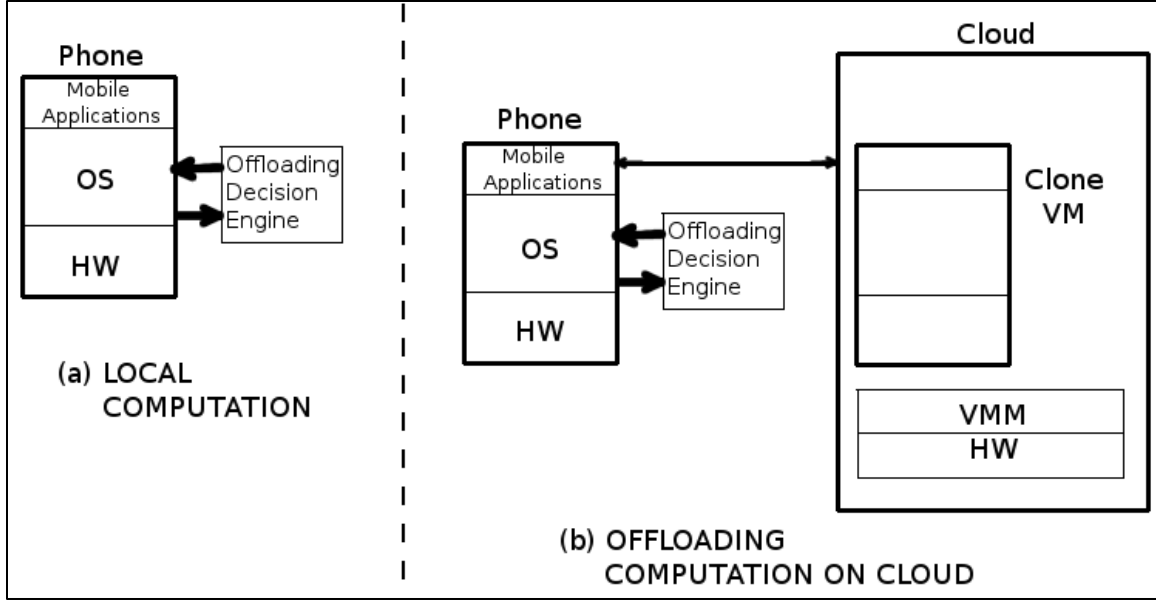 Phone
Mobile
Applications
OS
HW
Offloading
Decision
Engine
(a) LOCAL
COMPUTATION
Phone
Mobile
Applications
OS
HW
Offloading
Decision
Engine
Cloud
Clone
VM
VMM
HW
(b) OFFLOADING
COMPUTATION ON CLOUD